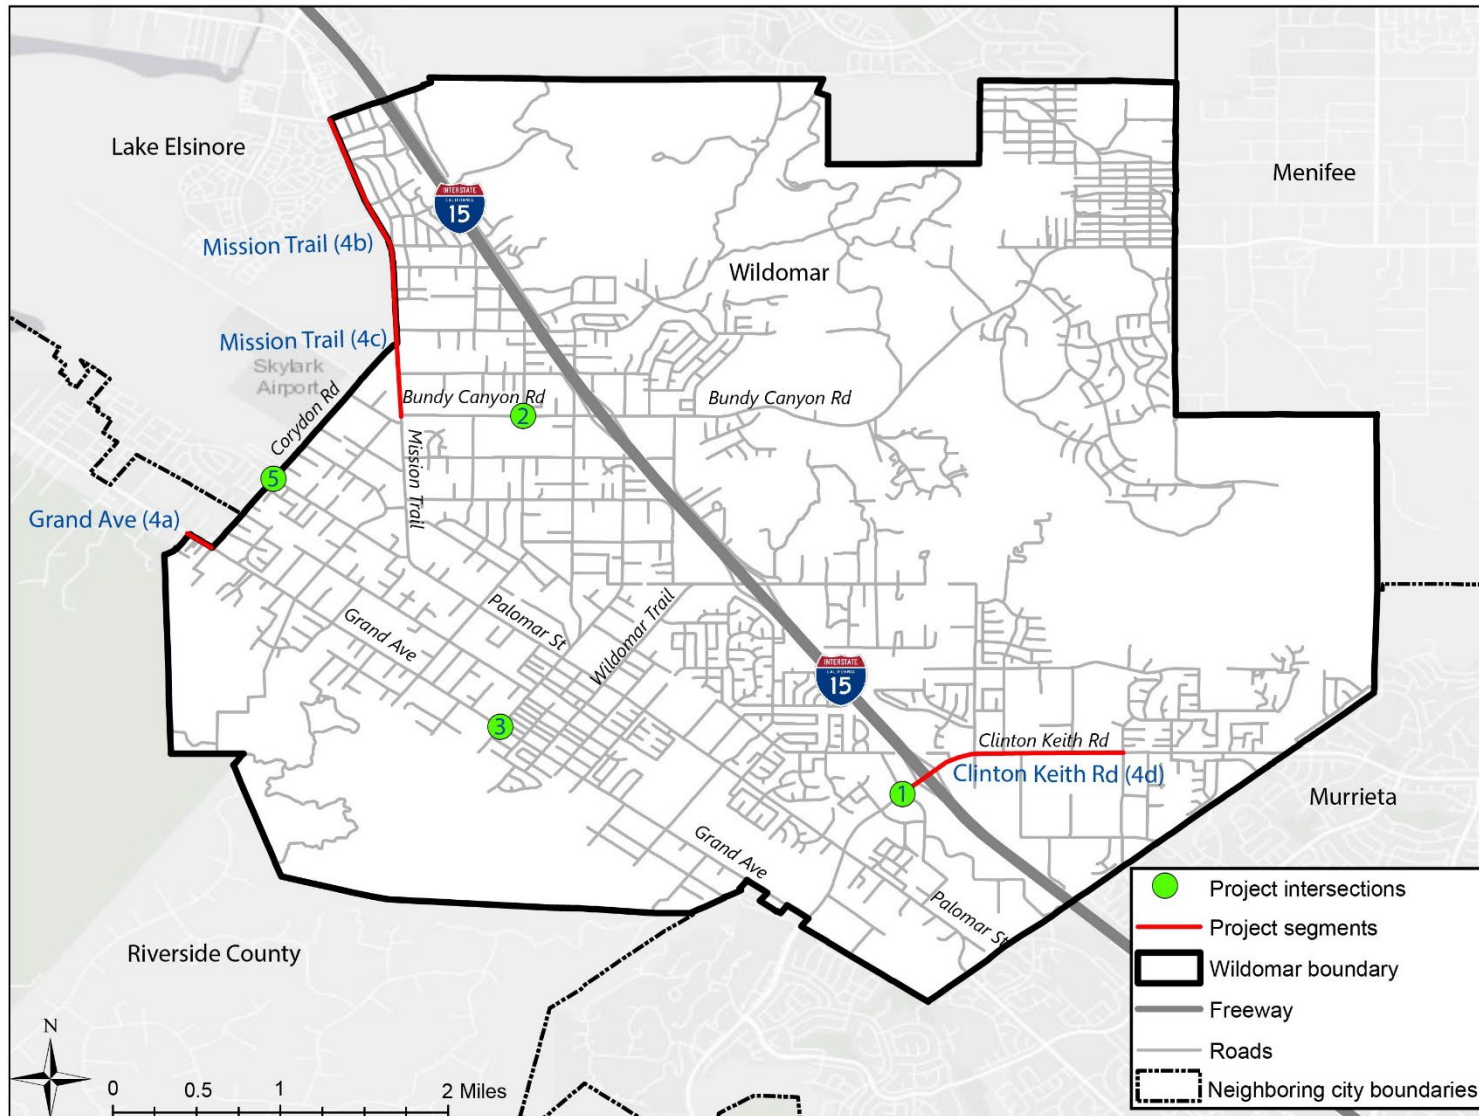 Lake Elsinore
Menifee
INTERSTATE
CALIFORNIA
15
Mission Trail (4b)
Wildomar
Mission Trail (4c)
Skylark
Airport
Corydon Rd
Bundy Canyon Rd
Bundy Canyon Rd
2
Mission Trail
5
Grand Ave (4a)
Palomar St
Wildomar Trail
Grand Ave
INTERSTATE
CALIFORNIA
15
3
Clinton Keith Rd
Clinton Keith Rd (4d)
1
Murrieta
Grand Ave
Palomar St
Riverside County
Project intersections
Project segments
Wildomar boundary
Freeway
Roads
Neighboring city boundaries
N
0 0.5 1 2 Miles